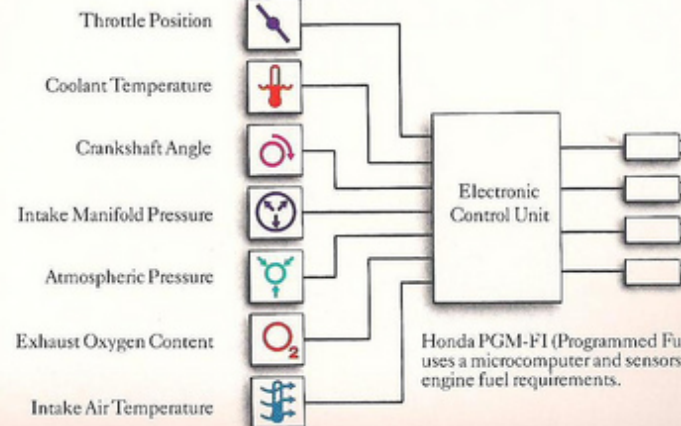 Throttle Position
Coolant Temperature
Crankshaft Angle
Intake Manifold Pressure
Atmospheric Pressure
Exhaust Oxygen Content
O2
Intake Air Temperature
Electronic
Control Unit
Honda PGM-FI (Programmed Fu
uses a microcomputer and sensors
engine fuel requirements.